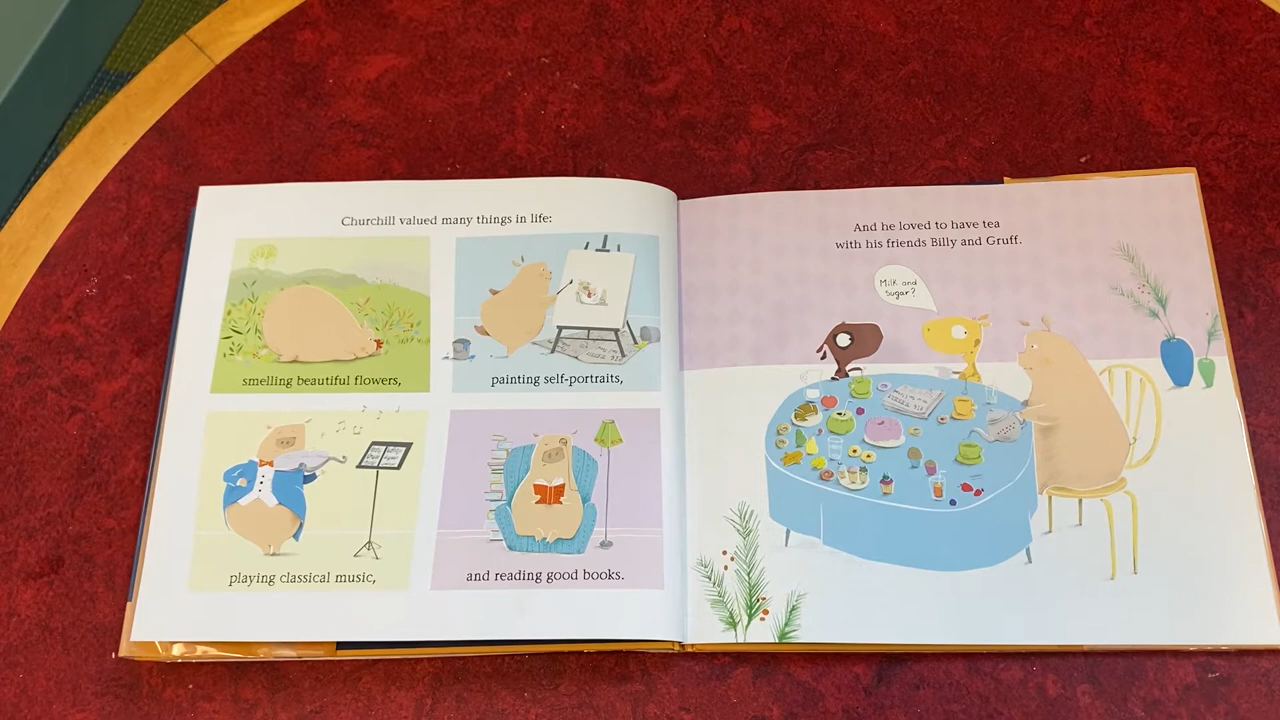 Churchill valued many things in life:
smelling beautiful flowers,
painting self-portraits,
playing classical music,
and reading good books.
And he loved to have tea
with his friends Billy and Gruff.
Milk and
Sugar?